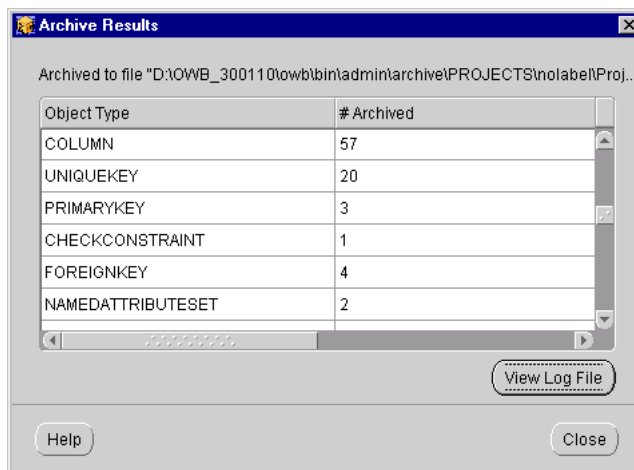 Archive Results
Archived to file "D:\OWB_300110\owb\bin\admin\archive\PROJECTS\nolabel\Proj...
Object Type # Archived
COLUMN 57
UNIQUEKEY 20
PRIMARYKEY 3
CHECKCONSTRAINT 1
FOREIGNKEY 4
NAMEDATTRIBUTESET 2
View Log File
Help Close